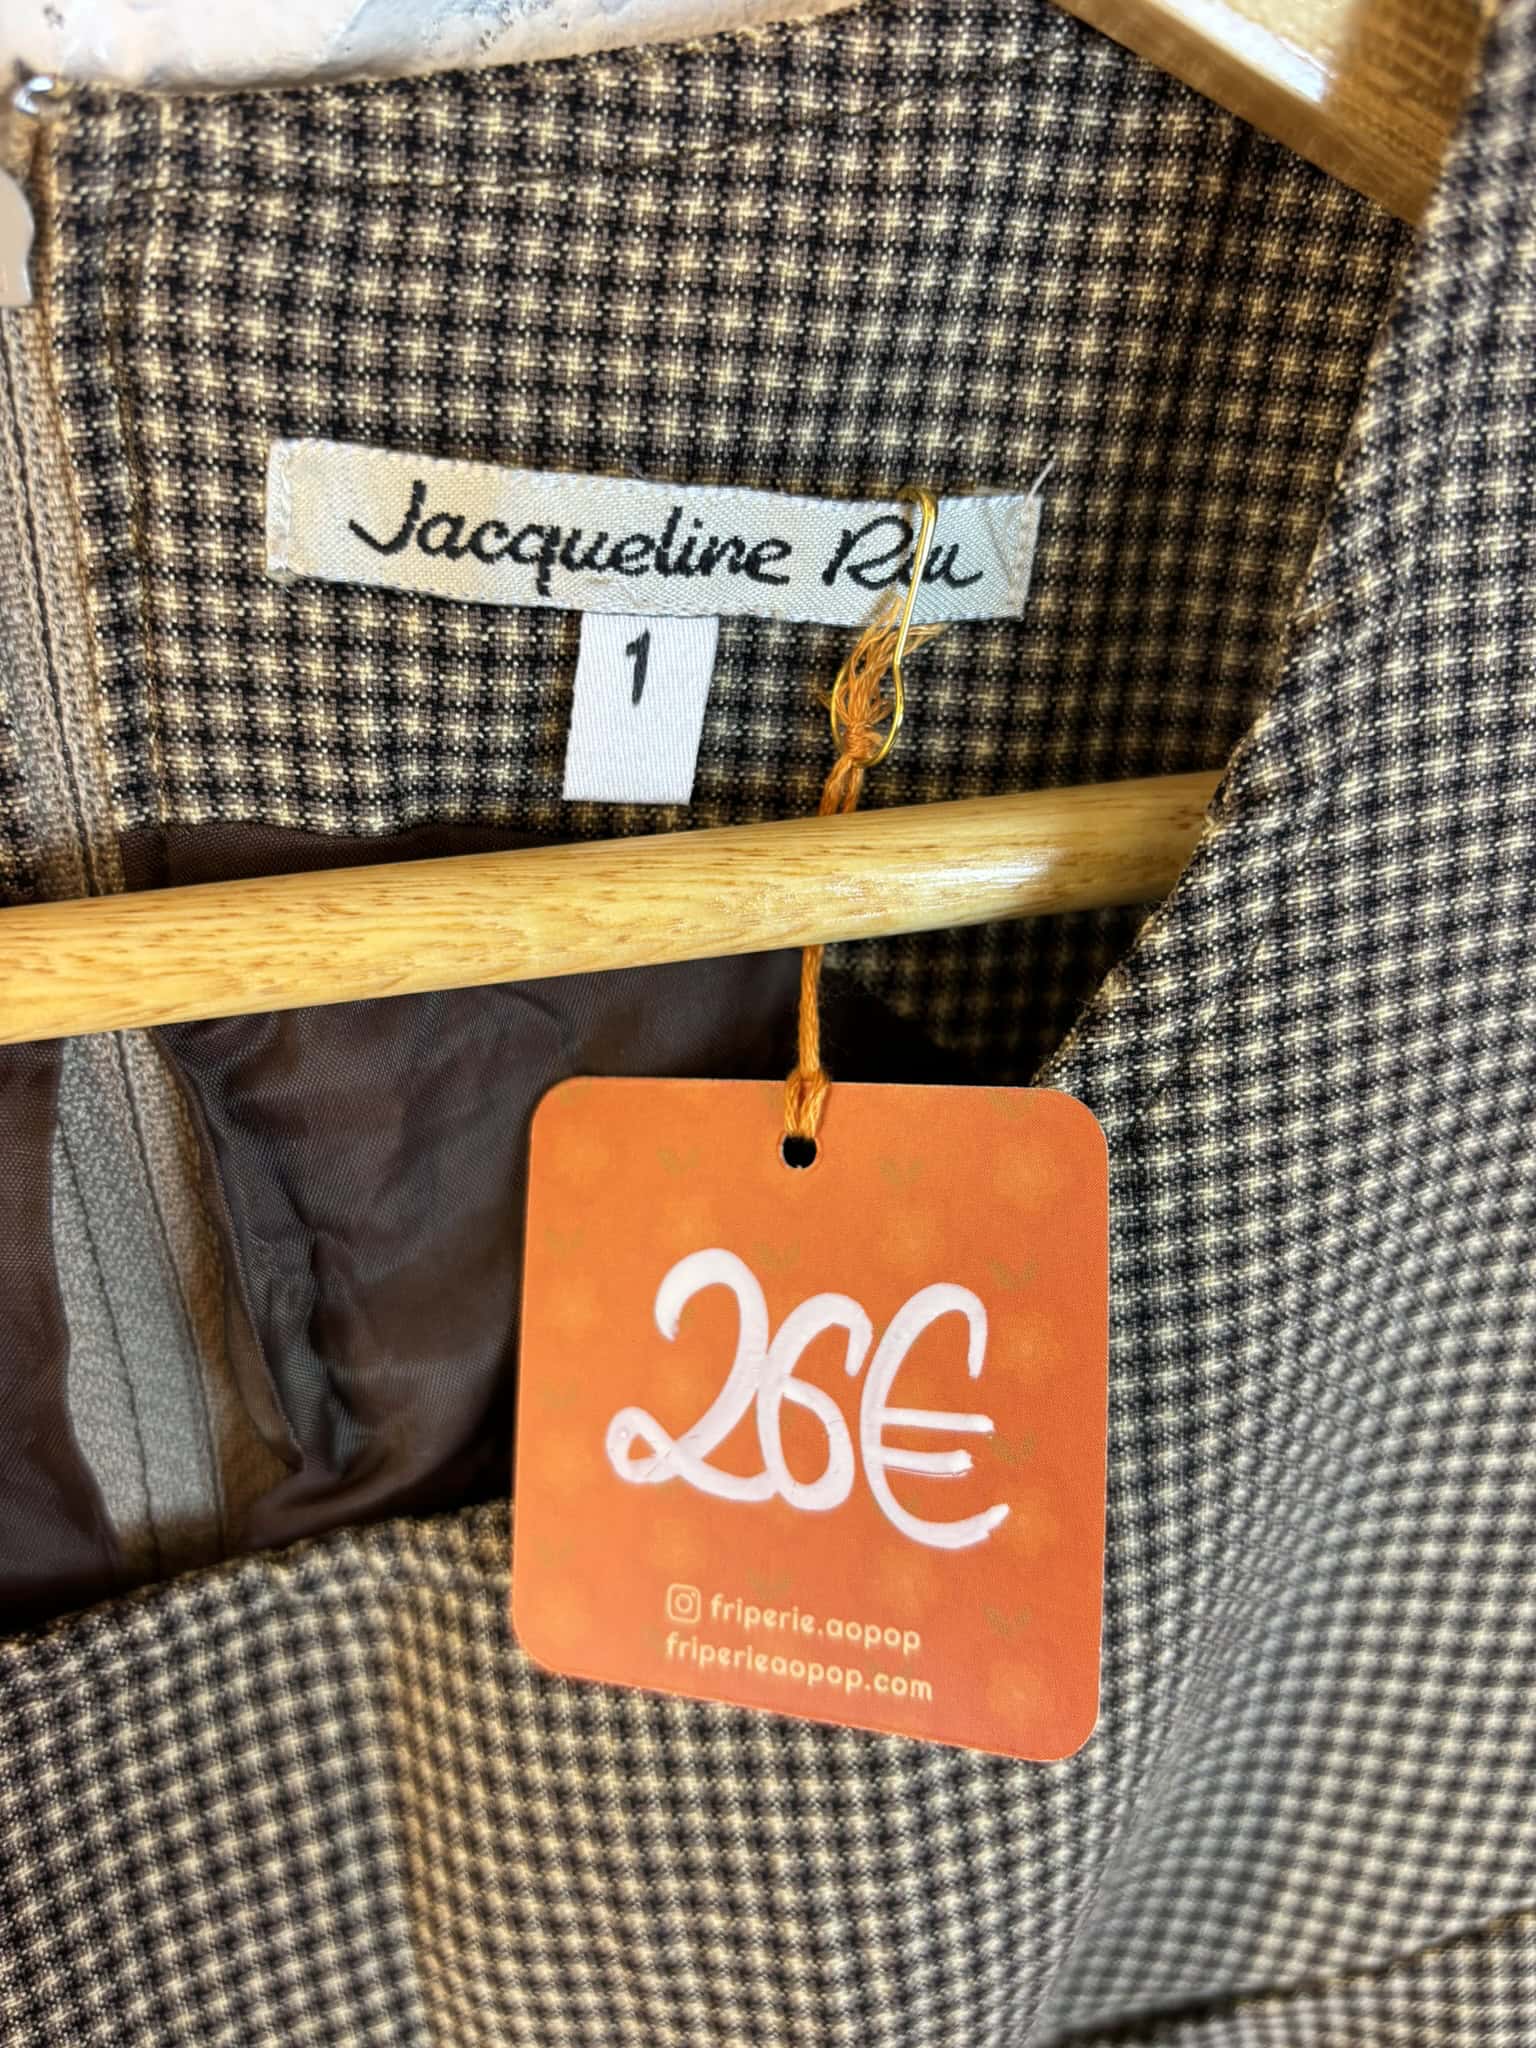 Jacqueline Riu
1
26€
friperie.aopop
friperieaopop.com